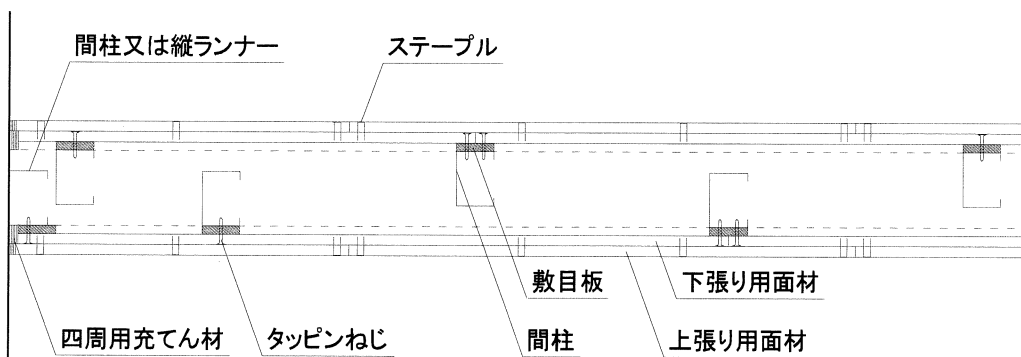 間柱又は縦ランナー
ステープル
敷目板
下張り用面材
四周用充てん材
タッピンねじ
間柱
上張り用面材